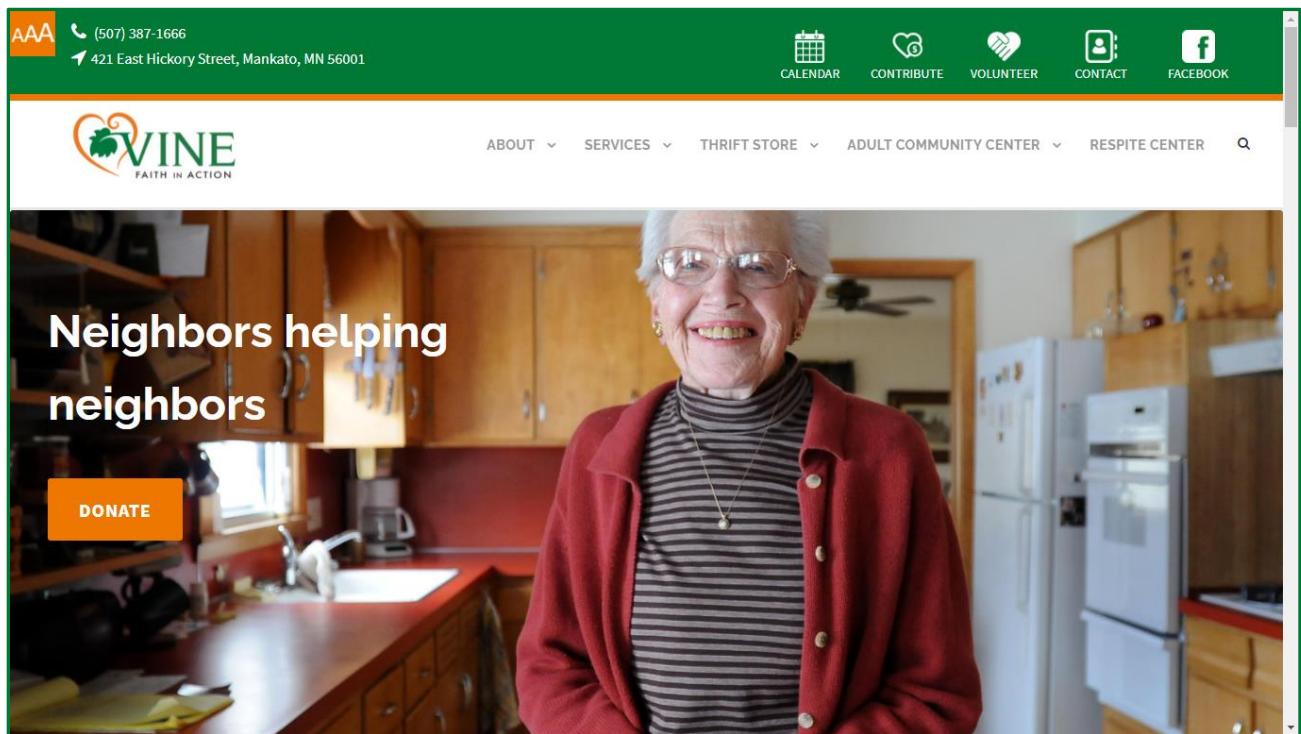 AAA
(507) 387-1666
421 East Hickory Street, Mankato, MN 56001
CALENDAR CONTRIBUTE VOLUNTEER CONTACT FACEBOOK
VINE
FAITH IN ACTION
ABOUT SERVICES THRIFT STORE ADULT COMMUNITY CENTER RESPITE CENTER
Neighbors helping
neighbors
DONATE